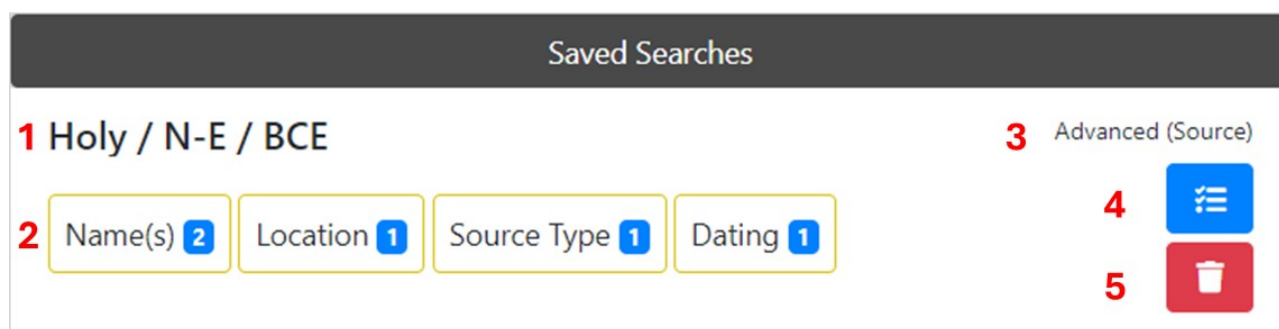 Saved Searches
1 Holy / N-E / BCE
3 Advanced (Source)
4
2 Name(s) 2 Location 1 Source Type 1 Dating 1
5